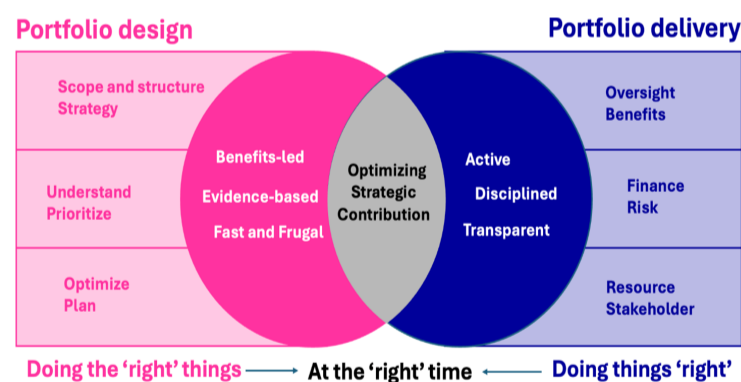 Portfolio design
Portfolio delivery
Scope and structure
Strategy
Understand
Prioritize
Optimize
Plan
Benefits-led
Evidence-based
Fast and Frugal
Optimizing
Strategic
Contribution
Active
Disciplined
Transparent
Oversight
Benefits
Finance
Risk
Resource
Stakeholder
Doing the ‘right’ things
At the ‘right’ time
Doing things ‘right’